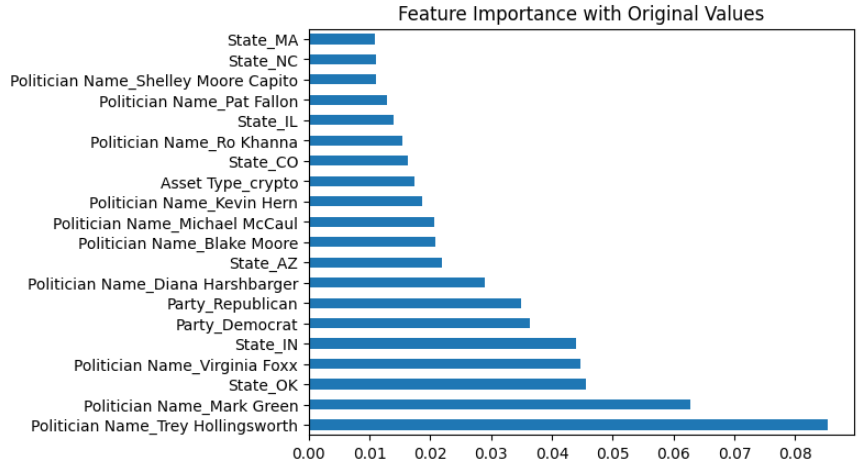 Feature Importance with Original Values
State_MA
State_NC
Politician Name_Shelley Moore Capito
Politician Name_Pat Fallon
State_IL
Politician Name_Ro Khanna
State_CO
Asset Type_crypto
Politician Name_Kevin Hern
Politician Name_Michael McCaul
Politician Name_Blake Moore
State_AZ
Politician Name_Diana Harshbarger
Party_Republican
Party_Democrat
State_IN
Politician Name_Virginia Foxx
State_OK
Politician Name_Mark Green
Politician Name_Trey Hollingsworth
0.00 0.01 0.02 0.03 0.04 0.05 0.06 0.07 0.08